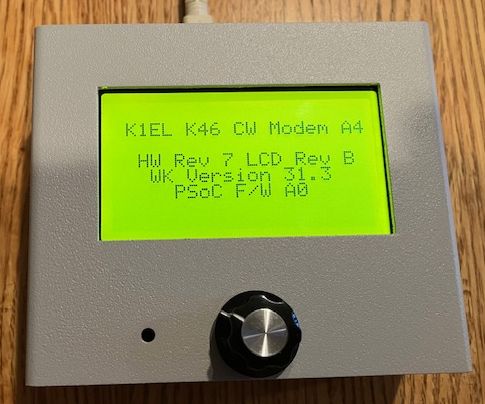 K1EL K46 CW Modem A4
HW Rev 7 LCD Rev B
WK Version 31.3
PSoC F/W A0